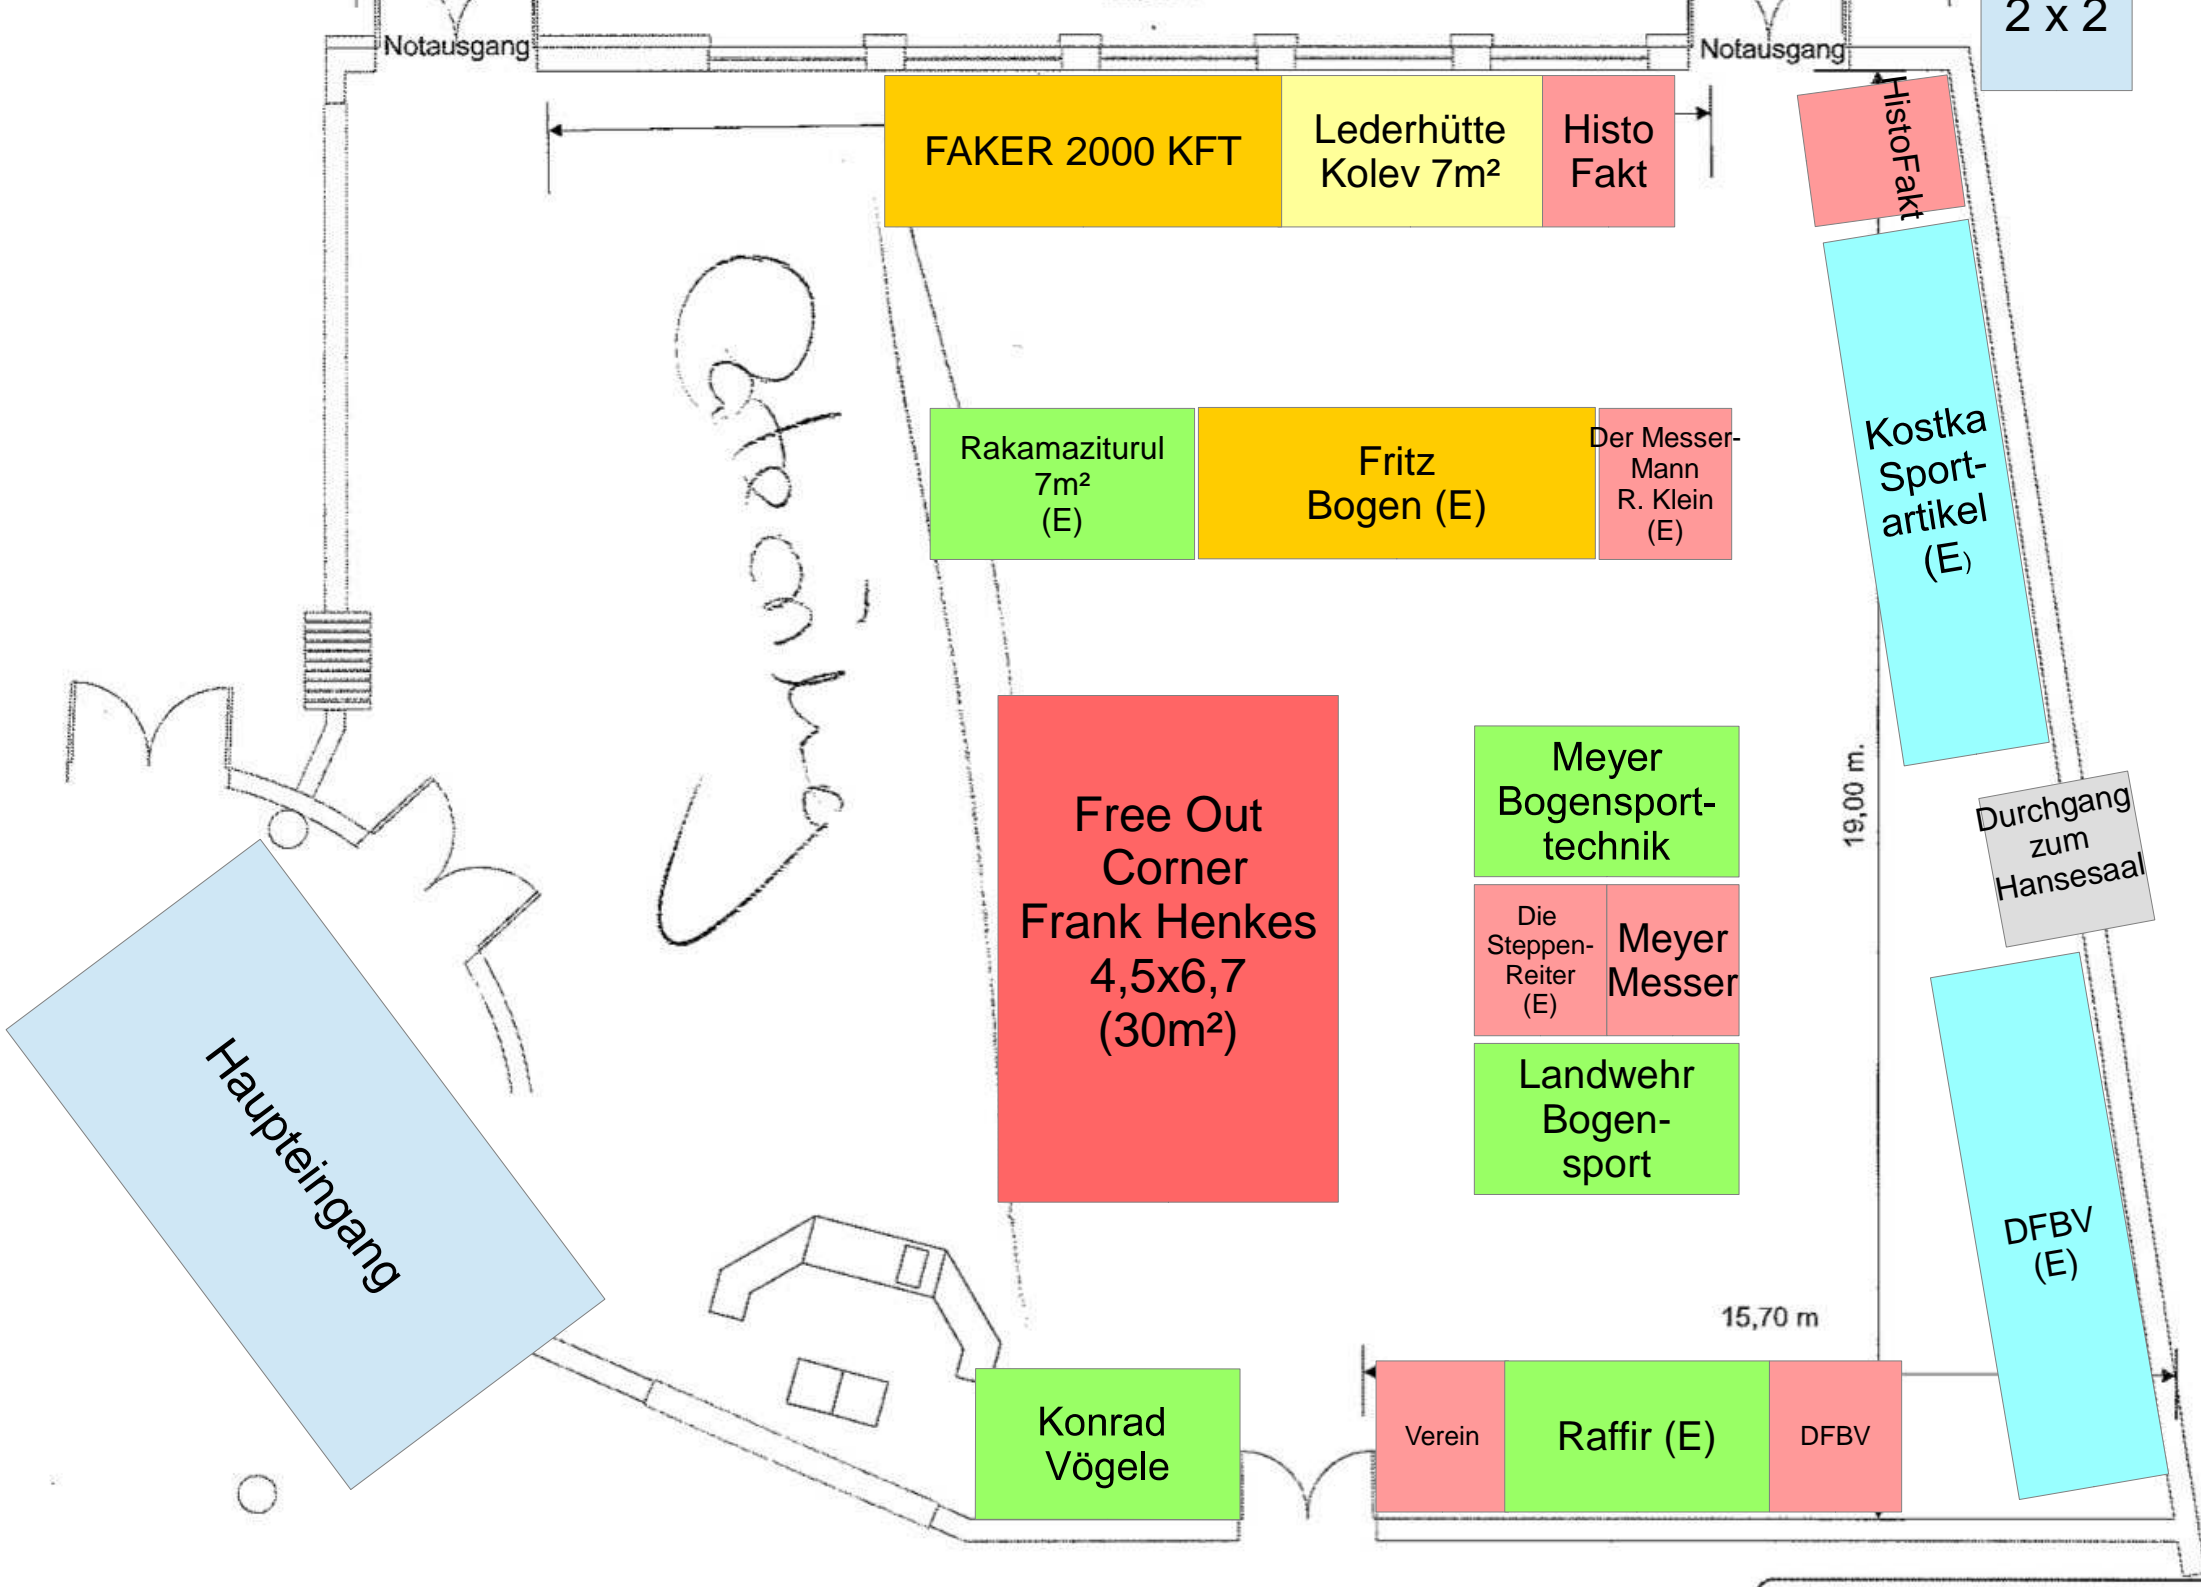 2 x 2
Notausgang
Notausgang
FAKER 2000 KFT
Lederhütte
Kolev 7m²
Histo
Fakt
HistoFakt
Rakamaziturul
7m²
(E)
Fritz
Bogen (E)
Der Messer-
Mann
R. Klein
(E)
Kostka
Sport-
artikel
(E)
Free Out
Corner
Frank Henkes
4,5x6,7
(30m²)
Meyer
Bogensport-
technik
19,00 m.
Durchgang
zum
Hansesaal
Die
Steppen-
Reiter
(E)
Meyer
Messer
Landwehr
Bogen-
sport
Haupteingang
DFBV
(E)
15,70 m
Konrad
Vögele
Verein
Raffir (E)
DFBV